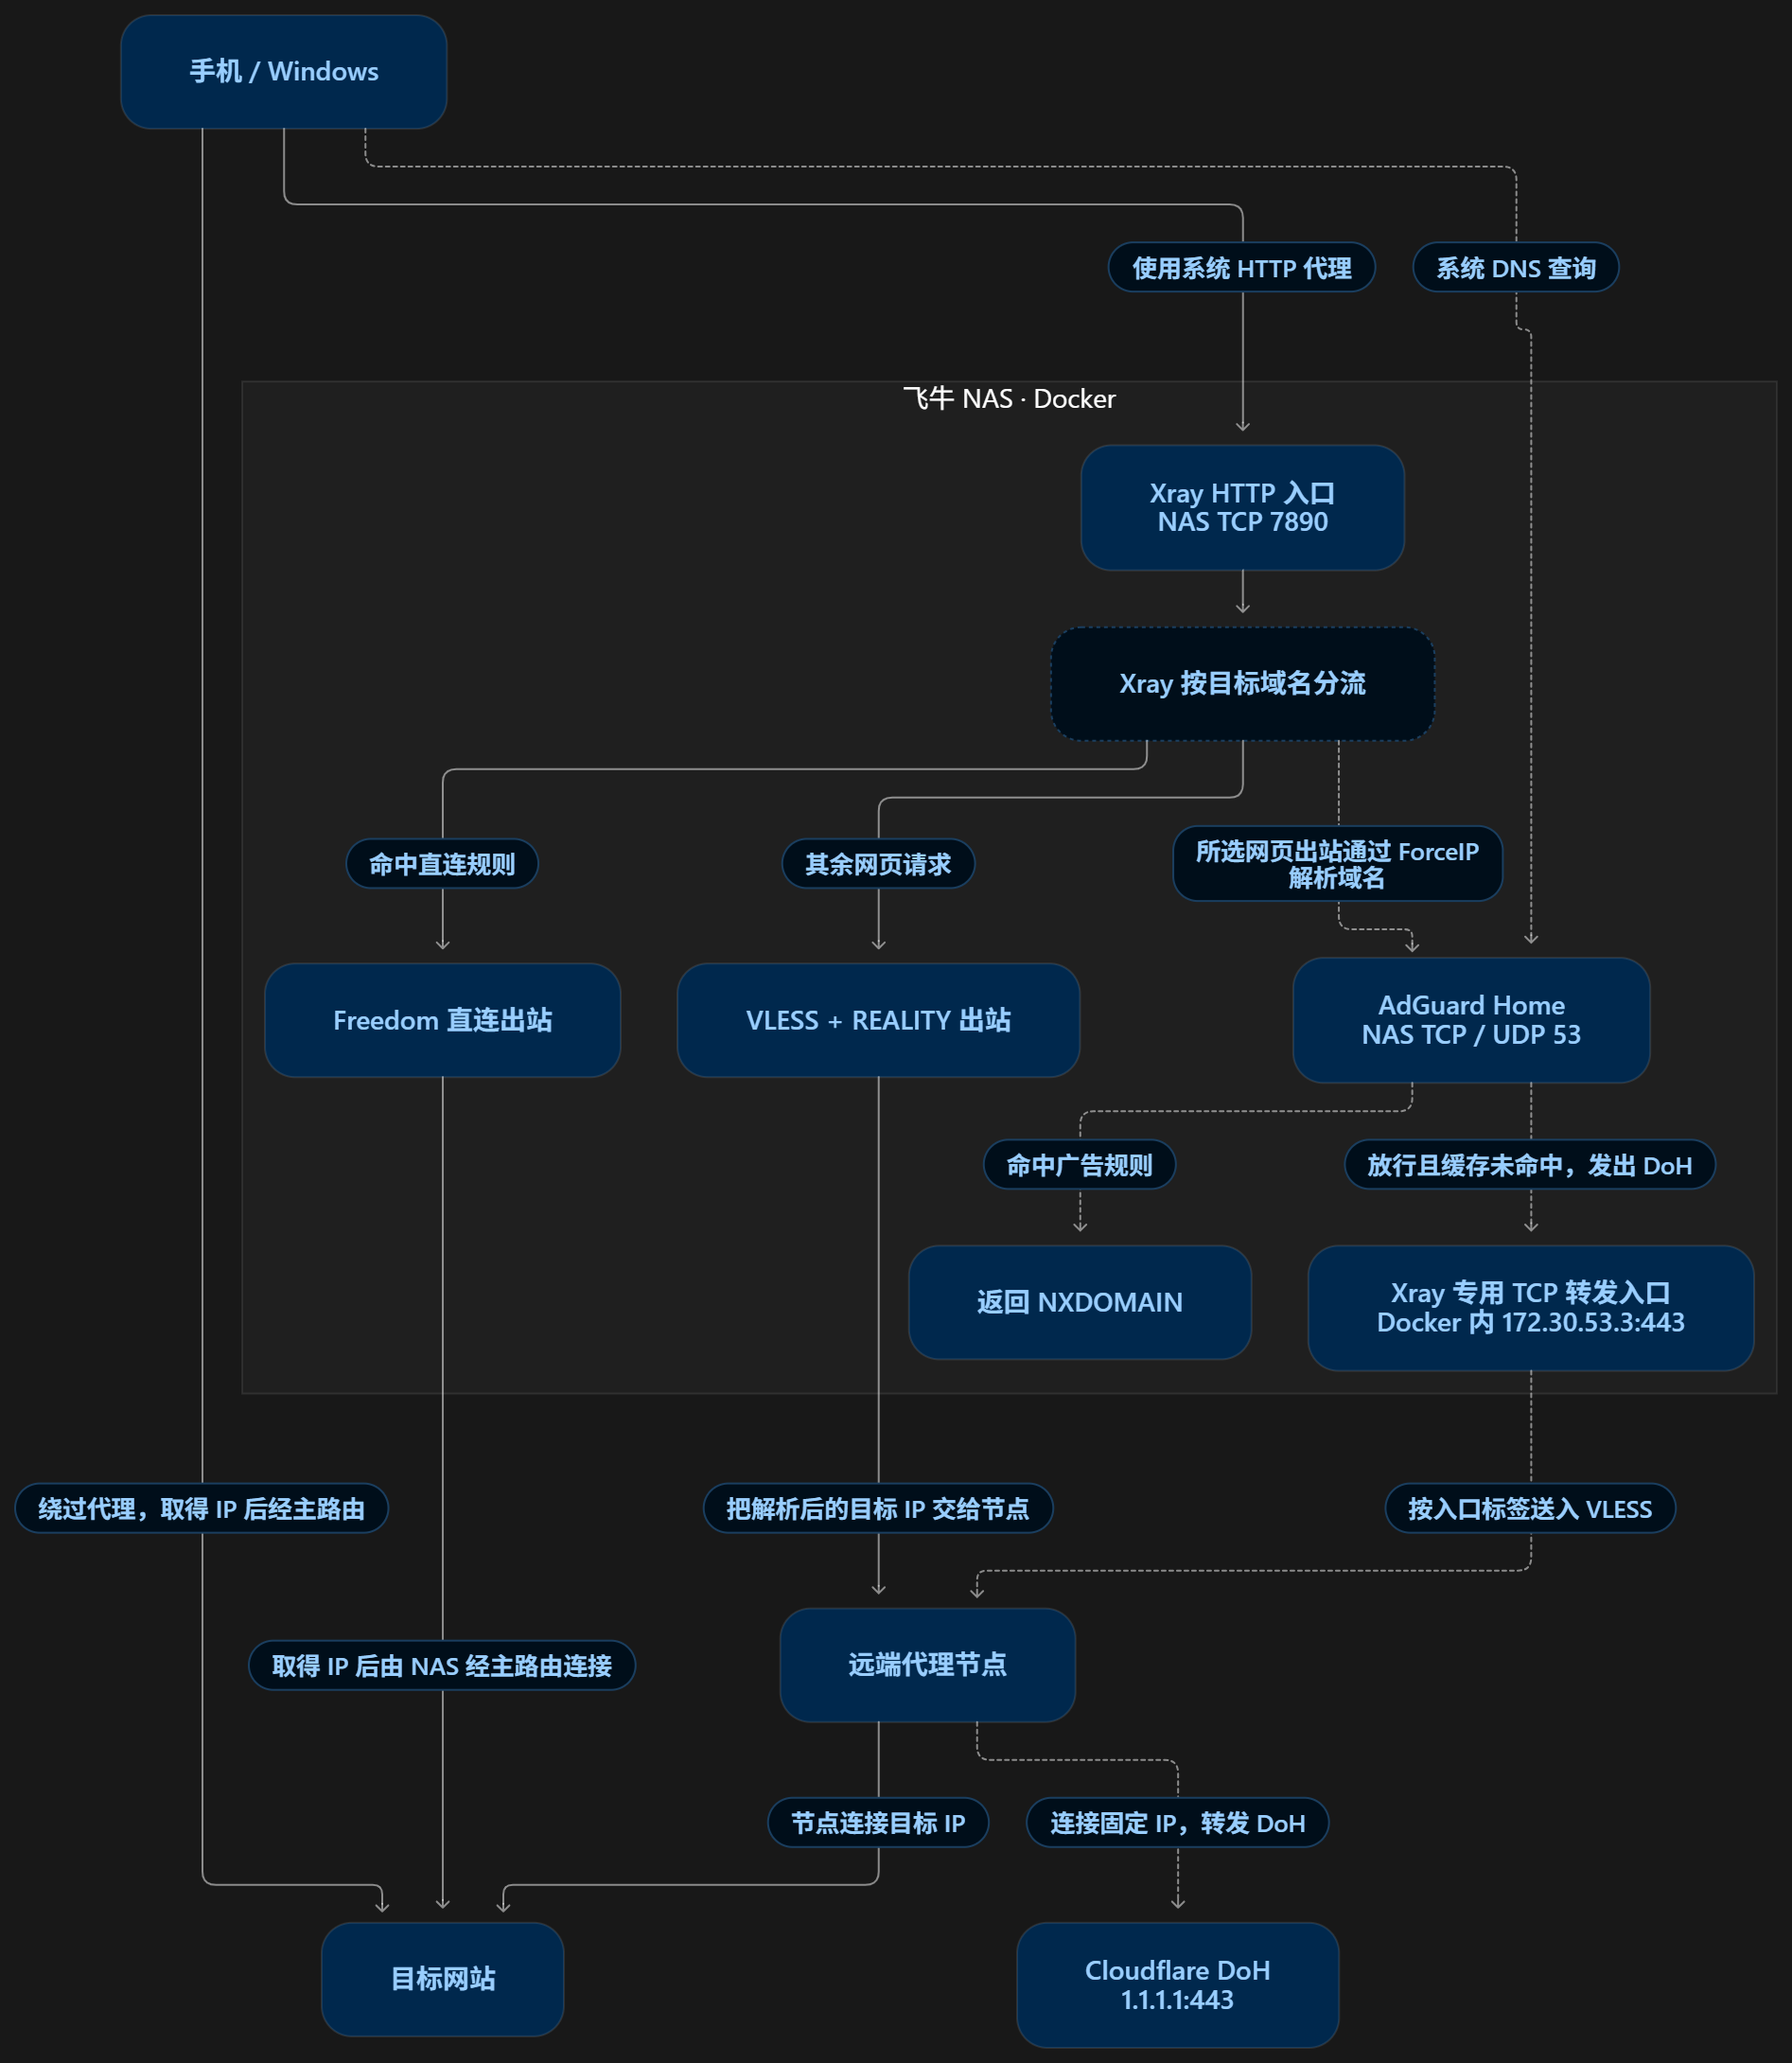 手机 / Windows
使用系统 HTTP 代理
系统 DNS 查询
飞牛 NAS · Docker
Xray HTTP 入口
NAS TCP 7890
Xray 按目标域名分流
命中直连规则
其余网页请求
所选网页出站通过 ForceIP
解析域名
Freedom 直连出站
VLESS + REALITY 出站
AdGuard Home
NAS TCP / UDP 53
命中广告规则
放行且缓存未命中，发出 DoH
返回 NXDOMAIN
Xray 专用 TCP 转发入口
Docker 内 172.30.53.3:443
绕过代理，取得 IP 后经主路由
把解析后的目标 IP 交给节点
按入口标签送入 VLESS
取得 IP 后由 NAS 经主路由连接
远端代理节点
节点连接目标 IP
连接固定 IP，转发 DoH
目标网站
Cloudflare DoH
1.1.1.1:443